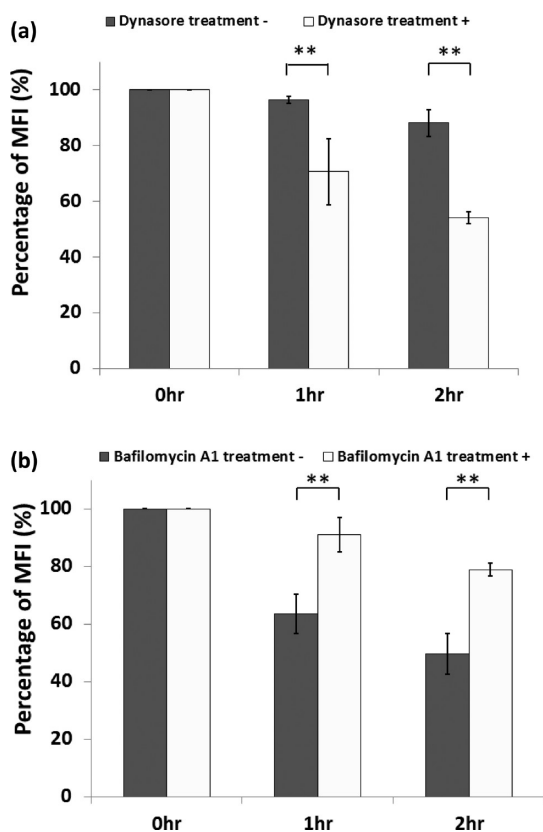 (a)
Dynasore treatment - Dynasore treatment +
Percentage of MFI (%)
** **
100
80
60
40
20
0
0hr 1hr 2hr
(b)
Bafilomycin A1 treatment - Bafilomycin A1 treatment +
Percentage of MFI (%)
** **
100
80
60
40
20
0
0hr 1hr 2hr